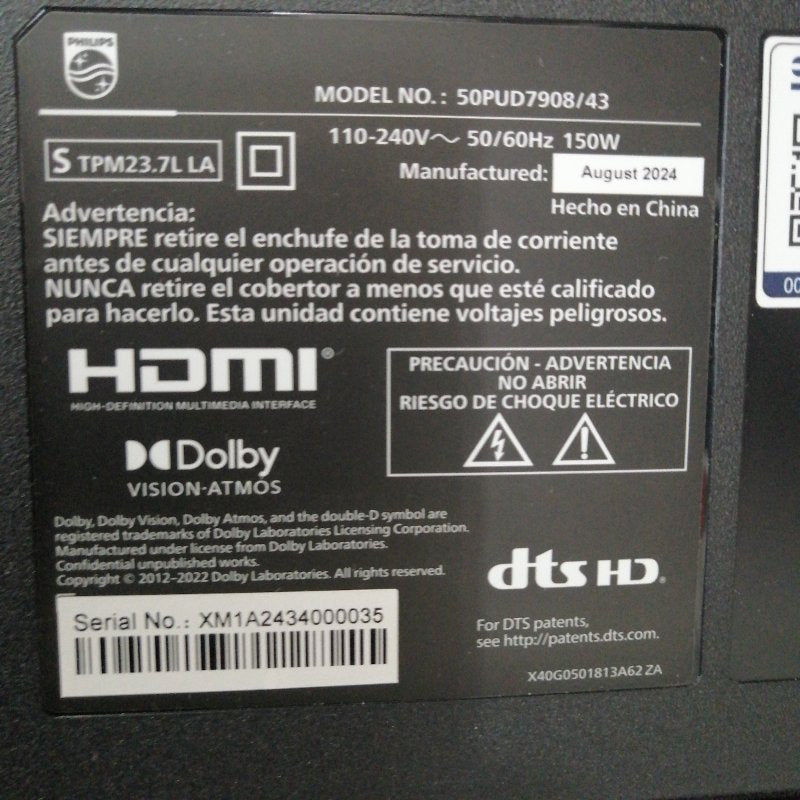 PHILIPS
MODEL NO.: 50PUD7908/43
110-240V~ 50/60Hz 150W
S TPM23.7L LA
Manufactured: August 2024
Hecho en China
Advertencia:
SIEMPRE retire el enchufe de la toma de corriente
antes de cualquier operación de servicio.
NUNCA retire el cobertor a menos que esté calificado
para hacerlo. Esta unidad contiene voltajes peligrosos.
HDMI®
HIGH-DEFINITION MULTIMEDIA INTERFACE
PRECAUCIÓN - ADVERTENCIA
NO ABRIR
RIESGO DE CHOQUE ELÉCTRICO
Dolby
VISION·ATMOS
Dolby, Dolby Vision, Dolby Atmos, and the double-D symbol are
registered trademarks of Dolby Laboratories Licensing Corporation.
Manufactured under license from Dolby Laboratories.
Confidential unpublished works.
Copyright © 2012–2022 Dolby Laboratories. All rights reserved.
dts HD®
Serial No.: XM1A2434000035
For DTS patents,
see http://patents.dts.com.
X40G0501813A62 ZA
00